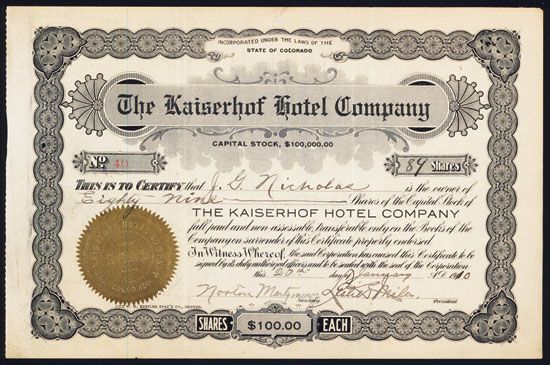 INCORPORATED UNDER THE LAWS OF THE
STATE OF COLORADO
The Kaiserhof Hotel Company
CAPITAL STOCK, $100,000.00
No 89 Shares
THIS IS TO CERTIFY that J. G. Nicholas is the owner of
Eighty Nine Shares of the Capital Stock of
THE KAISERHOF HOTEL COMPANY
full paid and non assessable, transferable only on the Books of the
Company on surrender of this Certificate properly endorsed.
In Witness Whereof, the said Corporation has caused this Certificate to be
signed by its duly authorized officers and to be sealed with the seal of the Corporation
this 20th day of January A.D. 1910
Norton Montgomery
Secretary President
DENVER.
SHARES $100.00 EACH